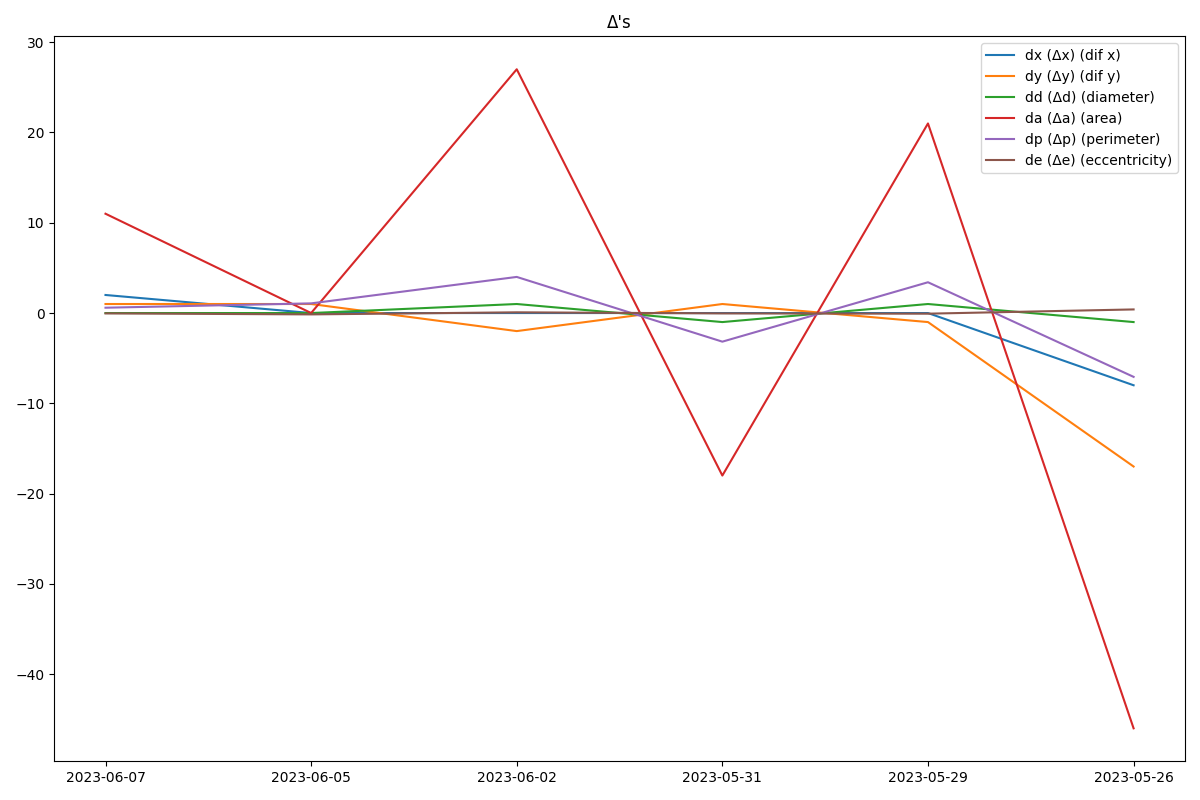 Δ's
30
20
10
0
−10
−20
−30
−40
dx (Δx) (dif x)
dy (Δy) (dif y)
dd (Δd) (diameter)
da (Δa) (area)
dp (Δp) (perimeter)
de (Δe) (eccentricity)
2023-06-07 2023-06-05 2023-06-02 2023-05-31 2023-05-29 2023-05-26